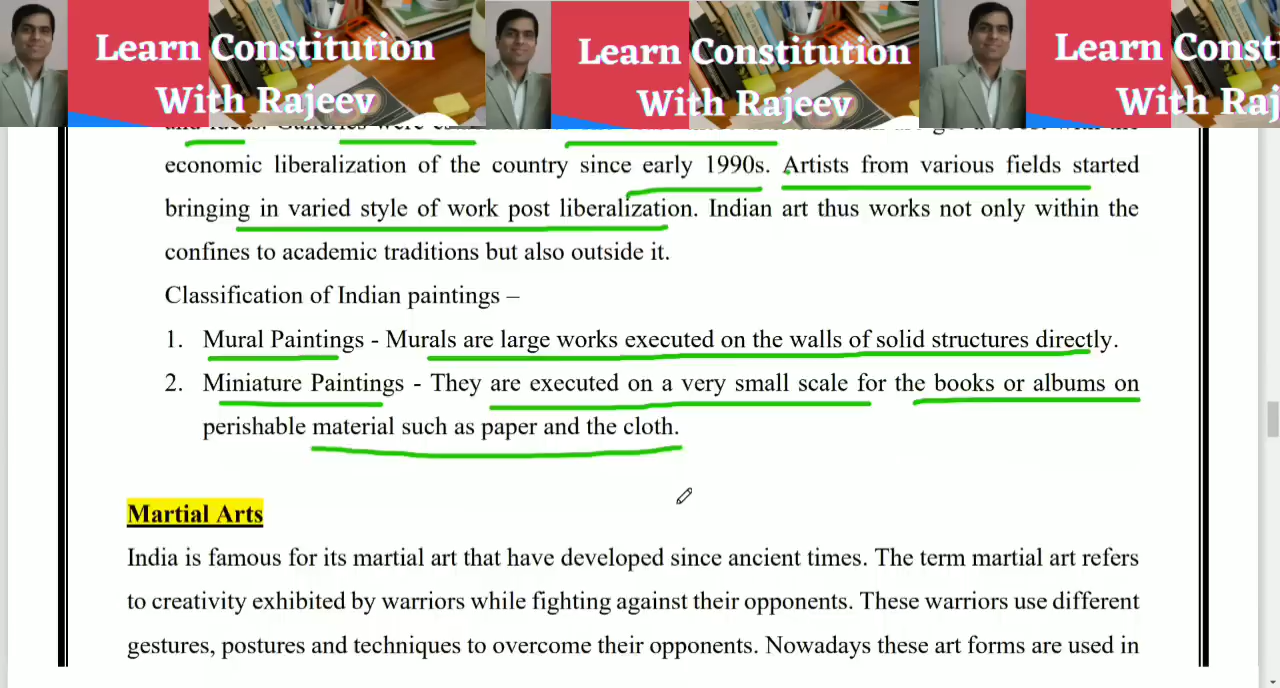 Learn Constitution
With Rajeev
Learn Constitution
With Rajeev
Learn Consti
With Raj
economic liberalization of the country since early 1990s. Artists from various fields started
bringing in varied style of work post liberalization. Indian art thus works not only within the
confines to academic traditions but also outside it.
Classification of Indian paintings –
1. Mural Paintings - Murals are large works executed on the walls of solid structures directly.
2. Miniature Paintings - They are executed on a very small scale for the books or albums on
perishable material such as paper and the cloth.
Martial Arts
India is famous for its martial art that have developed since ancient times. The term martial art refers
to creativity exhibited by warriors while fighting against their opponents. These warriors use different
gestures, postures and techniques to overcome their opponents. Nowadays these art forms are used in